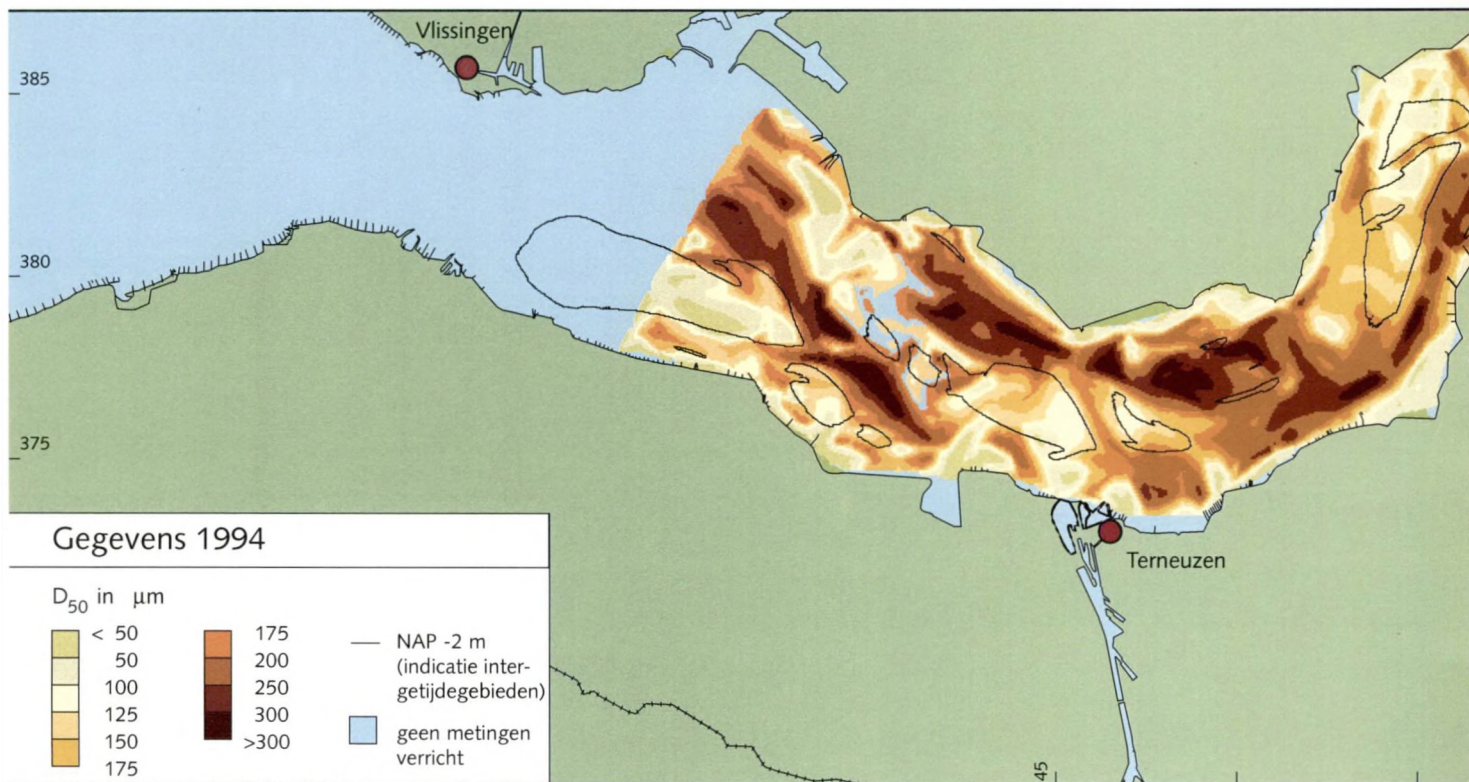 Vlissingen
385
380
375
Terneuzen
45
Gegevens 1994
D50 in µm
< 50
50
100
125
150
175
175
200
250
300
>300
NAP -2 m
(indicatie inter-
getijdegebieden)
geen metingen
verricht